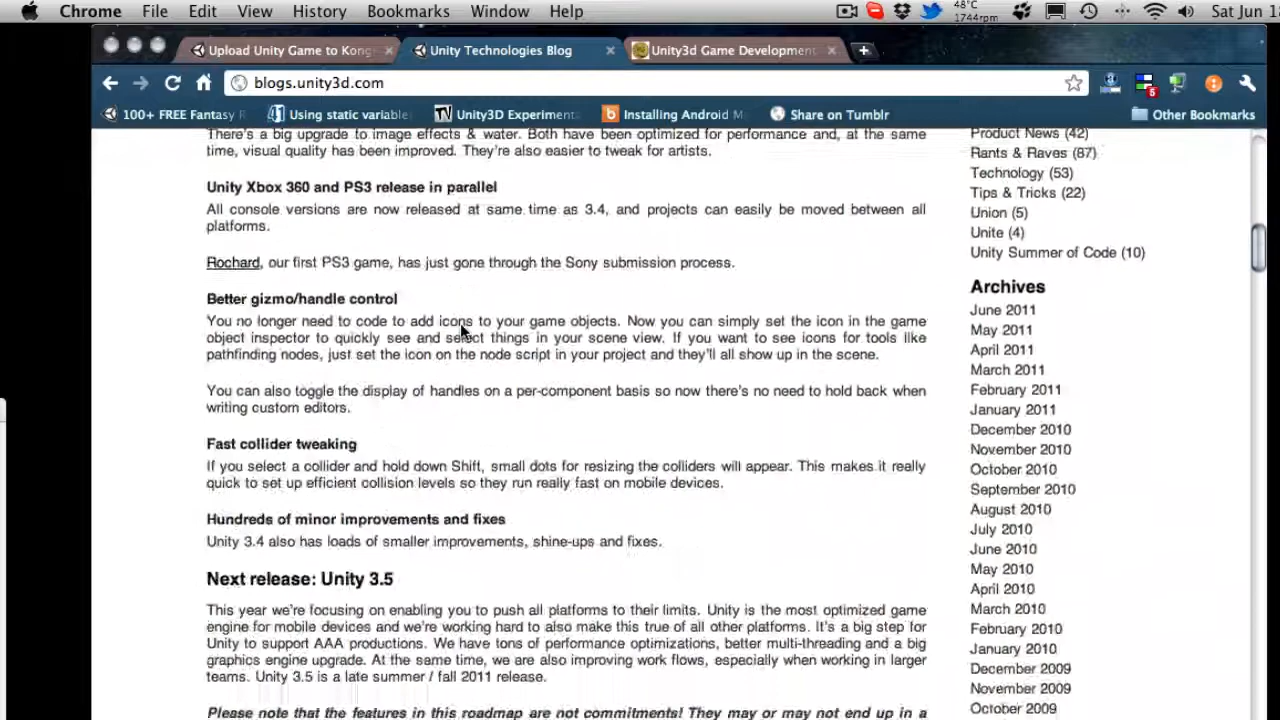 Chrome File Edit View History Bookmarks Window Help
48°C
1744rpm
Sat Jun 1
Upload Unity Game to Kong
Unity Technologies Blog
Unity3d Game Development
blogs.unity3d.com
5
100+ FREE Fantasy
Using static variable
Unity3D Experiment
Installing Android M
Share on Tumblr
Other Bookmarks
There's a big upgrade to image effects & water. Both have been optimized for performance and, at the same
time, visual quality has been improved. They're also easier to tweak for artists.
Unity Xbox 360 and PS3 release in parallel
All console versions are now released at same time as 3.4, and projects can easily be moved between all
platforms.
Rochard, our first PS3 game, has just gone through the Sony submission process.
Better gizmo/handle control
You no longer need to code to add icons to your game objects. Now you can simply set the icon in the game
object inspector to quickly see and select things in your scene view. If you want to see icons for tools like
pathfinding nodes, just set the icon on the node script in your project and they'll all show up in the scene.
You can also toggle the display of handles on a per-component basis so now there's no need to hold back when
writing custom editors.
Fast collider tweaking
If you select a collider and hold down Shift, small dots for resizing the colliders will appear. This makes it really
quick to set up efficient collision levels so they run really fast on mobile devices.
Hundreds of minor improvements and fixes
Unity 3.4 also has loads of smaller improvements, shine-ups and fixes.
Next release: Unity 3.5
This year we're focusing on enabling you to push all platforms to their limits. Unity is the most optimized game
engine for mobile devices and we're working hard to also make this true of all other platforms. It's a big step for
Unity to support AAA productions. We have tons of performance optimizations, better multi-threading and a big
graphics engine upgrade. At the same time, we are also improving work flows, especially when working in larger
teams. Unity 3.5 is a late summer / fall 2011 release.
Please note that the features in this roadmap are not commitments! They may or may not end up in a
Product News (42)
Rants & Raves (87)
Technology (53)
Tips & Tricks (22)
Union (5)
Unite (4)
Unity Summer of Code (10)
Archives
June 2011
May 2011
April 2011
March 2011
February 2011
January 2011
December 2010
November 2010
October 2010
September 2010
August 2010
July 2010
June 2010
May 2010
April 2010
March 2010
February 2010
January 2010
December 2009
November 2009
October 2009